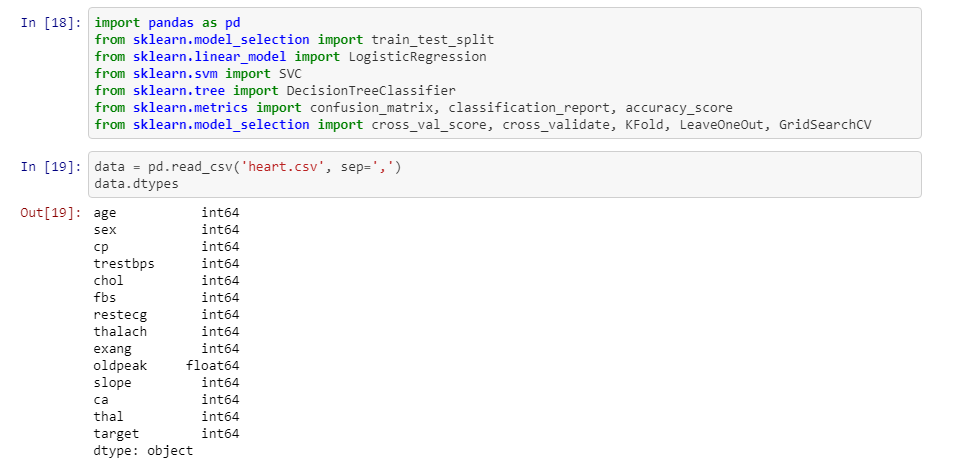 In [18]: import pandas as pd
from sklearn.model_selection import train_test_split
from sklearn.linear_model import LogisticRegression
from sklearn.svm import SVC
from sklearn.tree import DecisionTreeClassifier
from sklearn.metrics import confusion_matrix, classification_report, accuracy_score
from sklearn.model_selection import cross_val_score, cross_validate, KFold, LeaveOneOut, GridSearchCV
In [19]: data = pd.read_csv('heart.csv', sep=',')
data.dtypes
Out[19]: age int64
sex int64
cp int64
trestbps int64
chol int64
fbs int64
restecg int64
thalach int64
exang int64
oldpeak float64
slope int64
ca int64
thal int64
target int64
dtype: object